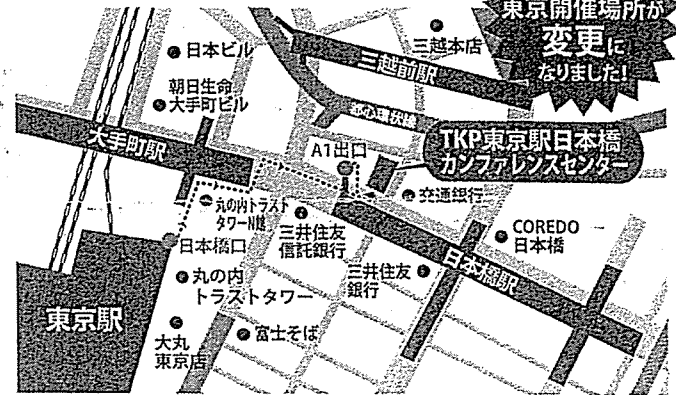 東京開催場所が
変更に
なりました!
日本ビル
三越本店
三越前駅
朝日生命
大手町ビル
大手町駅
A1出口
TKP東京駅日本橋
カンファレンスセンター
交通銀行
丸の内トラスト
タワーN館
日本橋口
三井住友
信託銀行
COREDO
日本橋
三井住友
銀行
日本橋駅
丸の内
トラストタワー
東京駅
大丸
東京店
富士そば